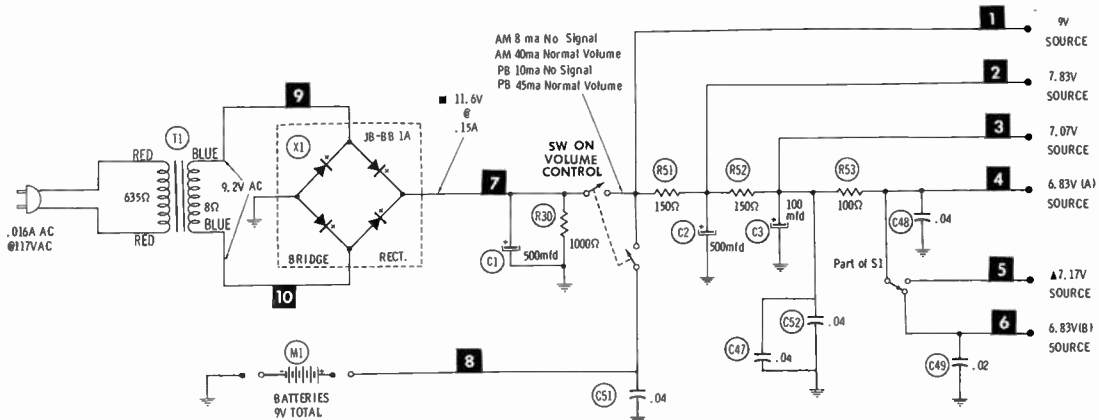 AM 8 ma No Signal
AM 40ma Normal Volume
PB 10ma No Signal
PB 45ma Normal Volume
1
9V
SOURCE
2
7.83V
SOURCE
3
7.07V
SOURCE
4
6.83V (A)
SOURCE
5
▲7.17V
SOURCE
6
6.83V(B)
SOURCE
9
■ 11.6V
@
.15A
JB-BB 1A
X1
BRIDGE
RECT.
SW ON
VOLUME
CONTROL
7
T1
RED
BLUE
635Ω
8Ω
9.2V AC
RED
BLUE
.016A AC
@117VAC
10
C1
500mfd
R30
1000Ω
R51
150Ω
R52
150Ω
R53
100Ω
C2
500mfd
100
mfd
C3
C48
.04
Part of S1
C52
.04
C47
.04
C49
.02
M1
BATTERIES
9V TOTAL
8
C51
.04